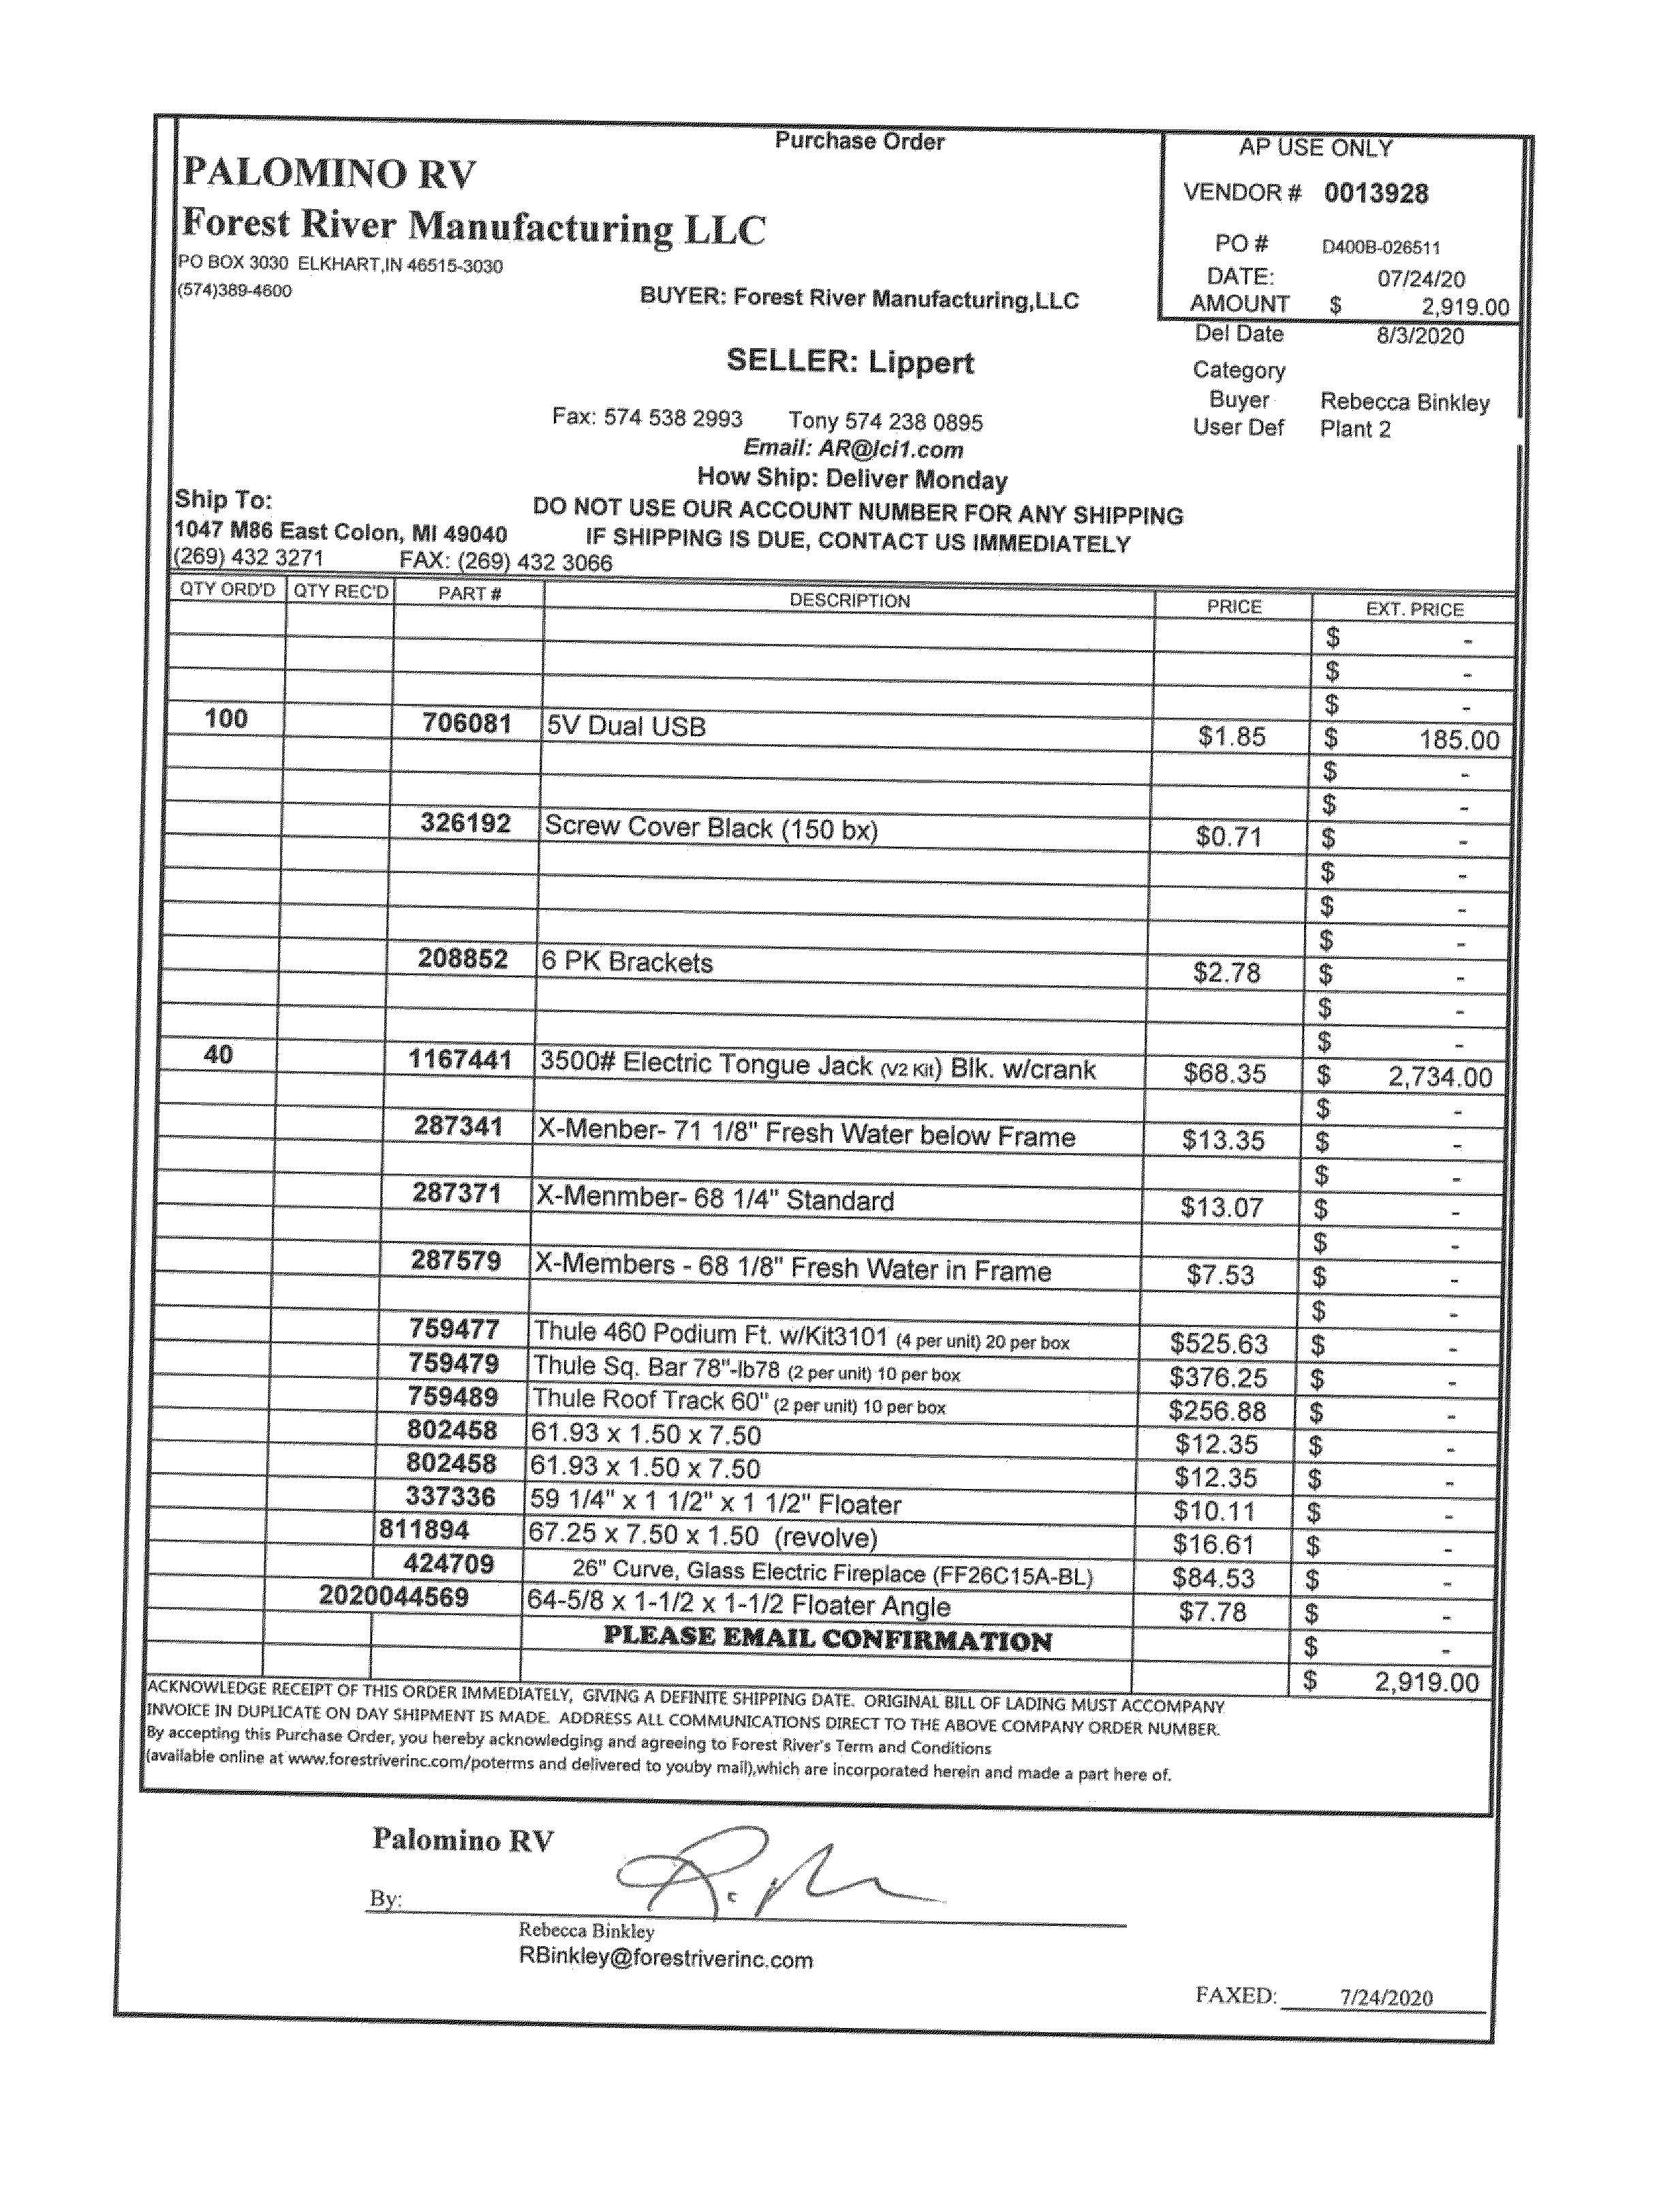 Purchase Order
AP USE ONLY
PALOMINO RV
VENDOR # 0013928
Forest River Manufacturing LLC
PO # D400B-026511
PO BOX 3030 ELKHART,IN 46515-3030
DATE: 07/24/20
(574)389-4600
BUYER: Forest River Manufacturing,LLC
AMOUNT $ 2,919.00
Del Date 8/3/2020
SELLER: Lippert
Category
Buyer Rebecca Binkley
Fax: 574 538 2993 Tony 574 238 0895
User Def Plant 2
Email: AR@lci1.com
How Ship: Deliver Monday
Ship To:
DO NOT USE OUR ACCOUNT NUMBER FOR ANY SHIPPING
1047 M86 East Colon, MI 49040
IF SHIPPING IS DUE, CONTACT US IMMEDIATELY
(269) 432 3271 FAX: (269) 432 3066
QTY ORD'D QTY REC'D PART # DESCRIPTION PRICE EXT. PRICE
$ -
$ -
$ -
100 706081 5V Dual USB $1.85 $ 185.00
$ -
$ -
326192 Screw Cover Black (150 bx) $0.71 $ -
$ -
$ -
$ -
208852 6 PK Brackets $2.78 $ -
$ -
$ -
40 1167441 3500# Electric Tongue Jack (V2 Kit) Blk. w/crank $68.35 $ 2,734.00
$ -
287341 X-Menber- 71 1/8" Fresh Water below Frame $13.35 $ -
$ -
287371 X-Menmber- 68 1/4" Standard $13.07 $ -
$ -
287579 X-Members - 68 1/8" Fresh Water in Frame $7.53 $ -
$ -
759477 Thule 460 Podium Ft. w/Kit3101 (4 per unit) 20 per box $525.63 $ -
759479 Thule Sq. Bar 78"-lb78 (2 per unit) 10 per box $376.25 $ -
759489 Thule Roof Track 60" (2 per unit) 10 per box $256.88 $ -
802458 61.93 x 1.50 x 7.50 $12.35 $ -
802458 61.93 x 1.50 x 7.50 $12.35 $ -
337336 59 1/4" x 1 1/2" x 1 1/2" Floater $10.11 $ -
811894 67.25 x 7.50 x 1.50 (revolve) $16.61 $ -
424709 26" Curve, Glass Electric Fireplace (FF26C15A-BL) $84.53 $ -
2020044569 64-5/8 x 1-1/2 x 1-1/2 Floater Angle $7.78 $ -
PLEASE EMAIL CONFIRMATION $ -
$ 2,919.00
ACKNOWLEDGE RECEIPT OF THIS ORDER IMMEDIATELY, GIVING A DEFINITE SHIPPING DATE. ORIGINAL BILL OF LADING MUST ACCOMPANY
INVOICE IN DUPLICATE ON DAY SHIPMENT IS MADE. ADDRESS ALL COMMUNICATIONS DIRECT TO THE ABOVE COMPANY ORDER NUMBER.
By accepting this Purchase Order, you hereby acknowledging and agreeing to Forest River's Term and Conditions
(available online at www.forestriverinc.com/poterms and delivered to youby mail),which are incorporated herein and made a part here of.
Palomino RV
By:
Rebecca Binkley
RBinkley@forestriverinc.com
FAXED: 7/24/2020